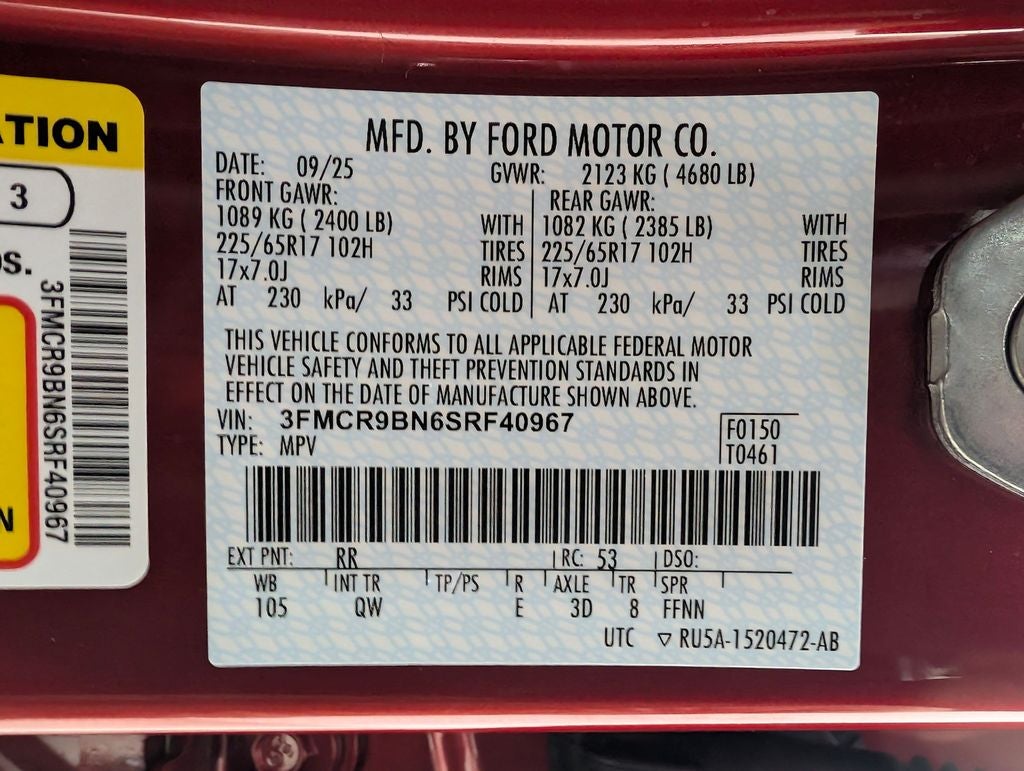 ATION
3
S.
3FMCR9BN6SRF40967
N
MFD. BY FORD MOTOR CO.
DATE: 09/25 GVWR: 2123 KG ( 4680 LB)
FRONT GAWR: REAR GAWR:
1089 KG ( 2400 LB) WITH 1082 KG ( 2385 LB) WITH
225/65R17 102H TIRES 225/65R17 102H TIRES
17x7.0J RIMS 17x7.0J RIMS
AT 230 kPa/ 33 PSI COLD AT 230 kPa/ 33 PSI COLD
THIS VEHICLE CONFORMS TO ALL APPLICABLE FEDERAL MOTOR
VEHICLE SAFETY AND THEFT PREVENTION STANDARDS IN
EFFECT ON THE DATE OF MANUFACTURE SHOWN ABOVE.
VIN: 3FMCR9BN6SRF40967 F0150
TYPE: MPV T0461
EXT PNT: RR RC: 53 DSO:
WB INT TR TP/PS R AXLE TR SPR
105 QW E 3D 8 FFNN
UTC ▽ RU5A-1520472-AB